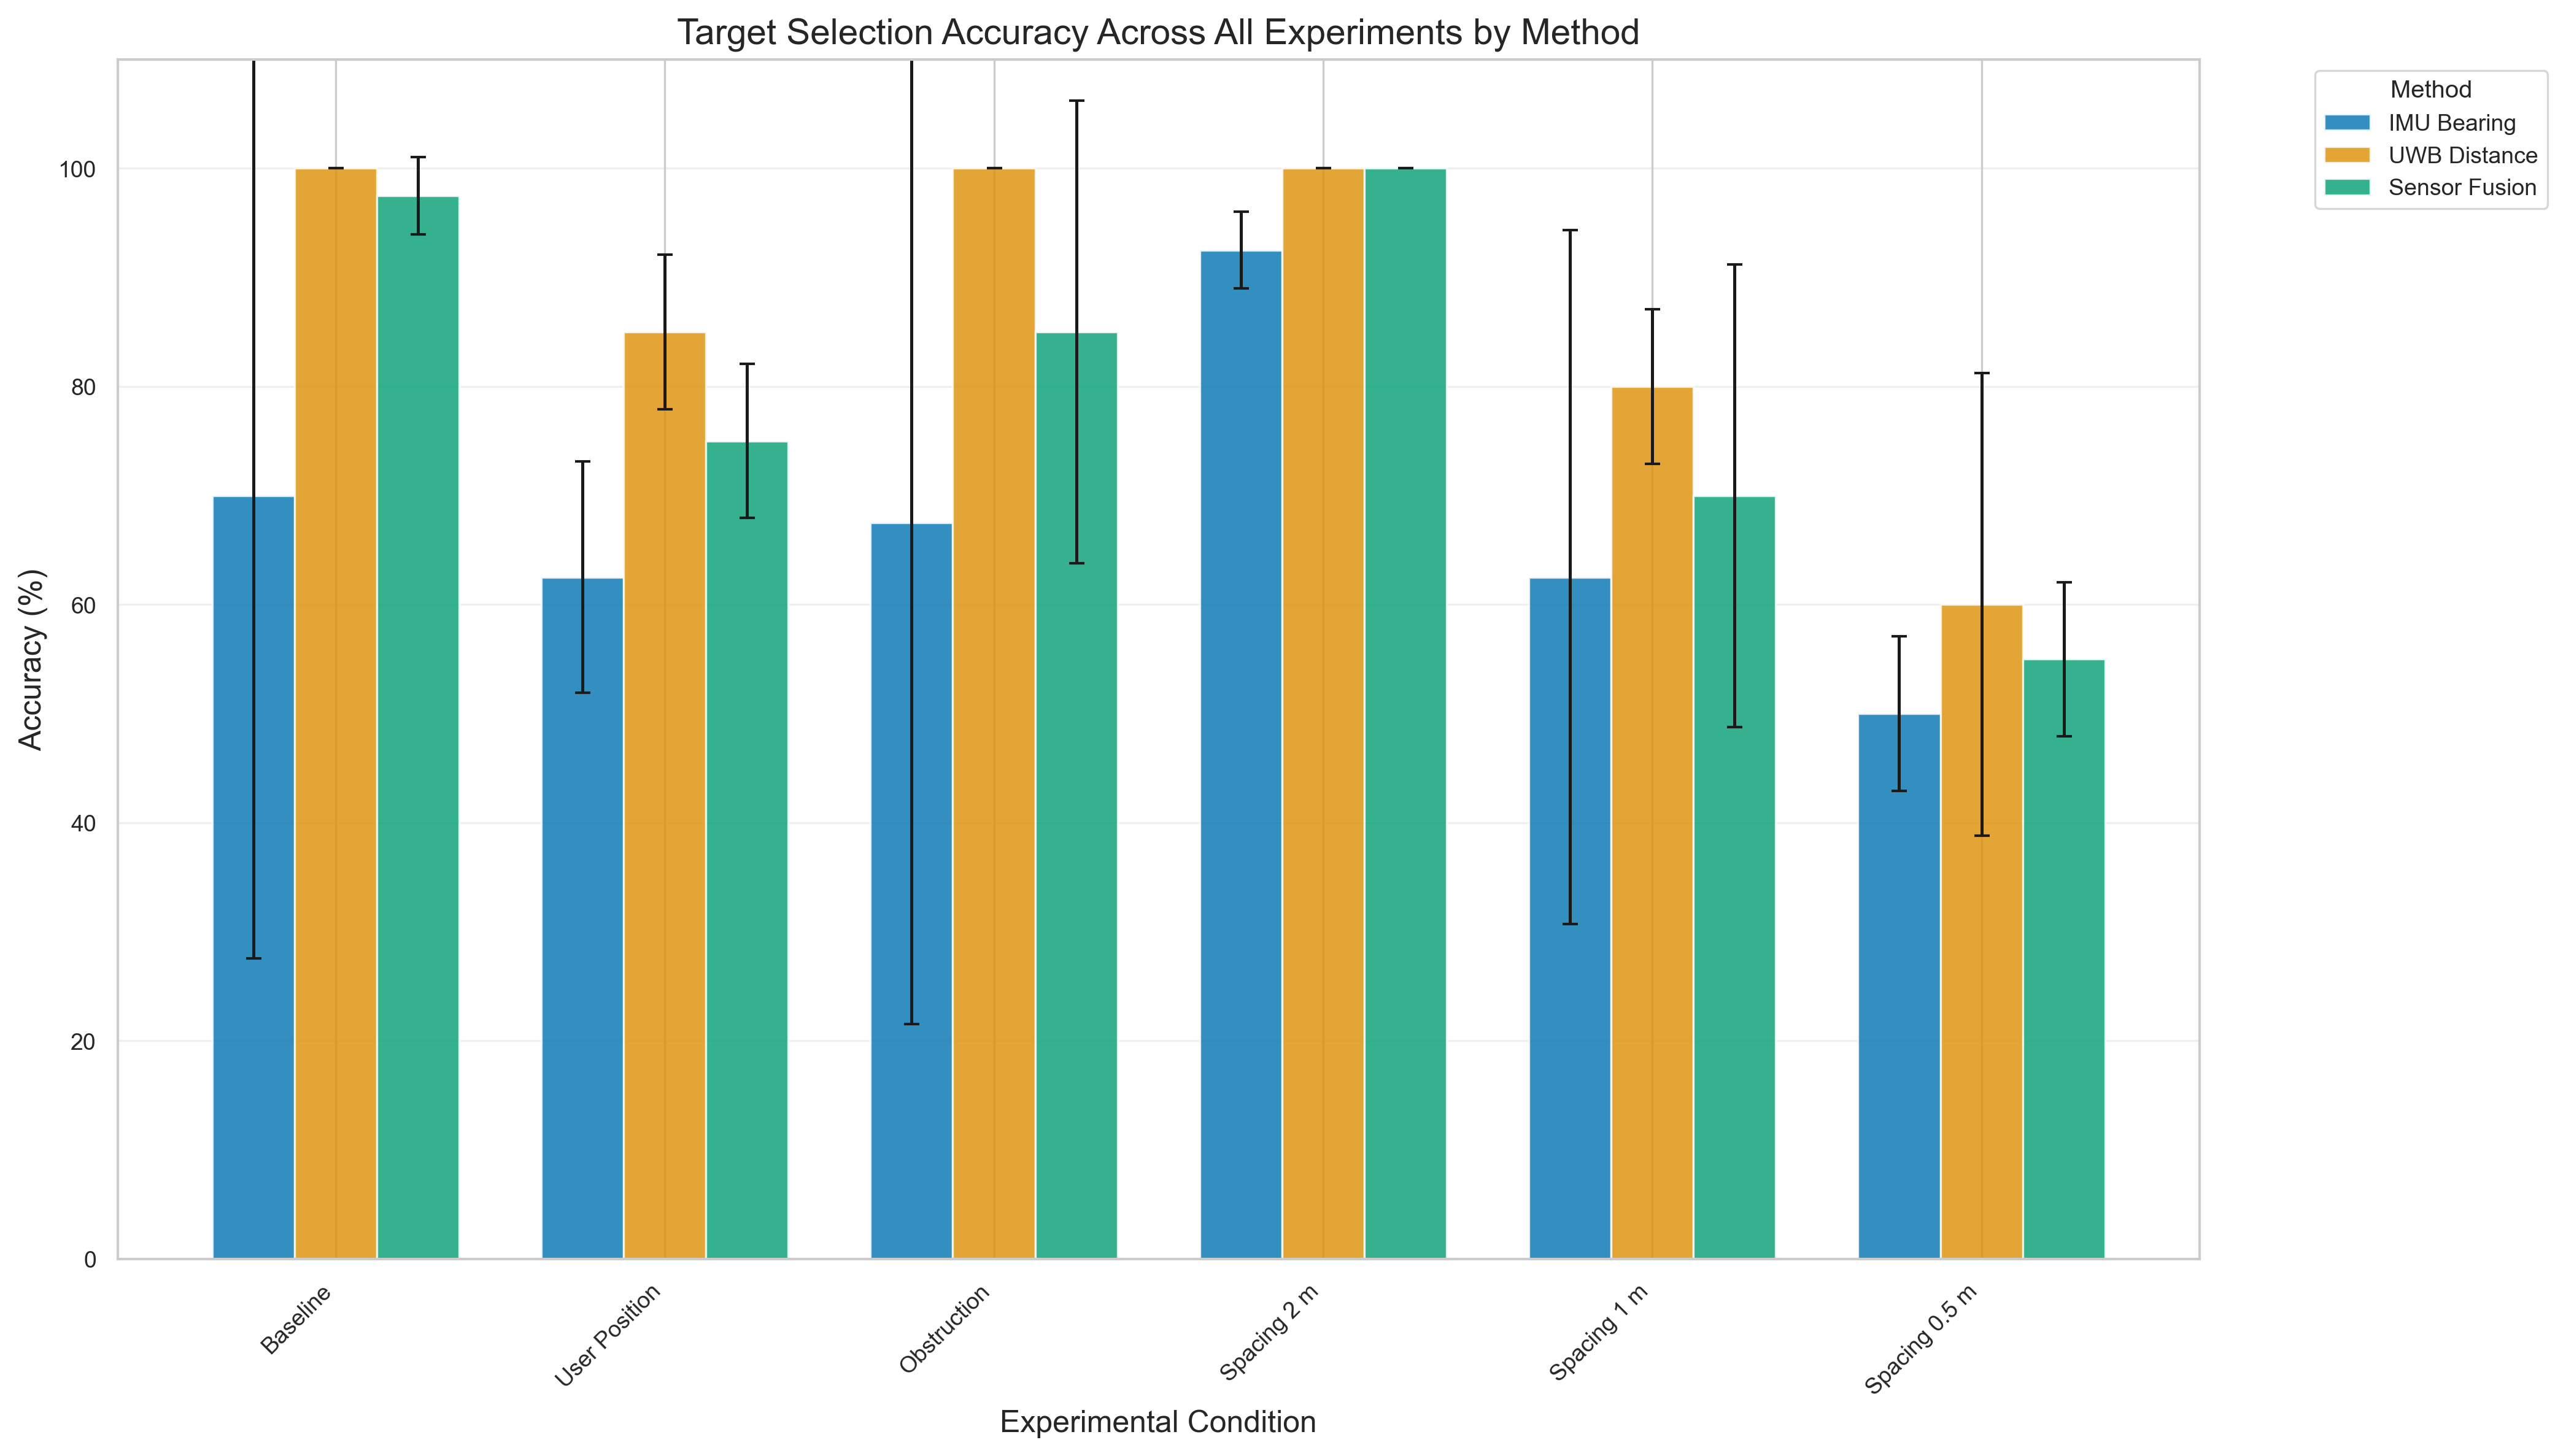 Target Selection Accuracy Across All Experiments by Method
Method
IMU Bearing
UWB Distance
Sensor Fusion
Accuracy (%)
100
80
60
40
20
0
Baseline
User Position
Obstruction
Spacing 2 m
Spacing 1 m
Spacing 0.5 m
Experimental Condition